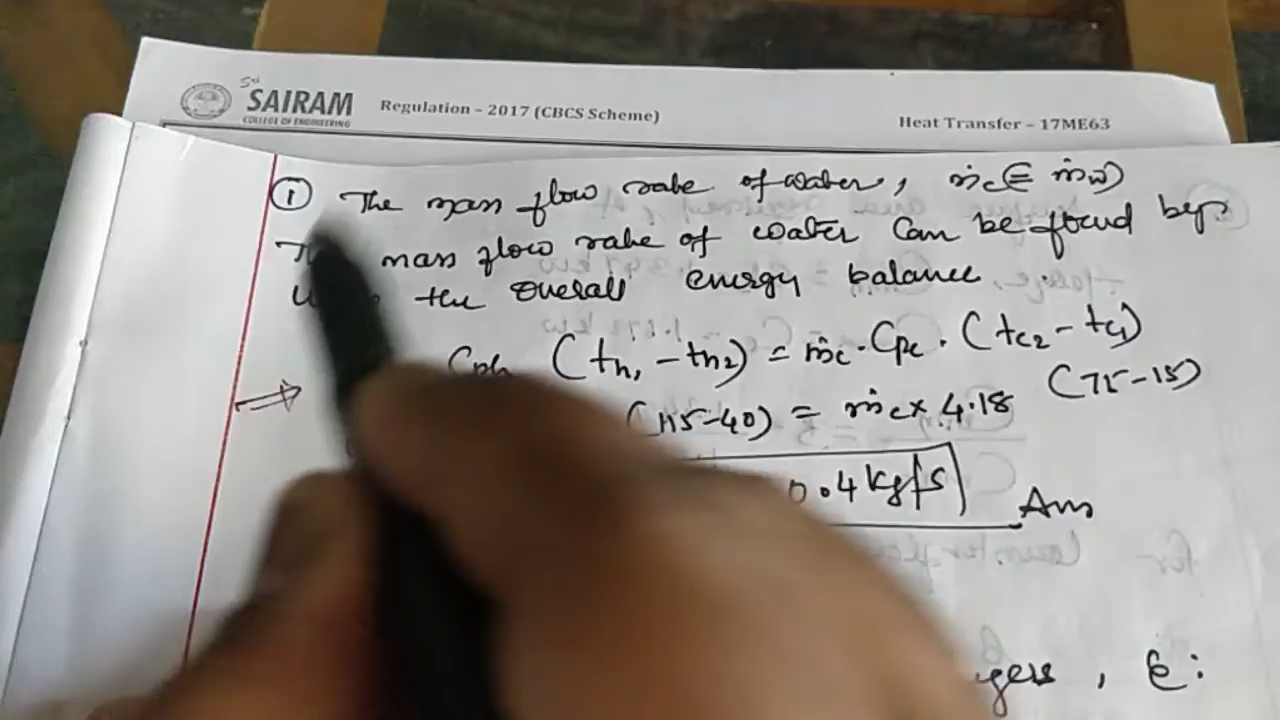 Sri
SAIRAM
COLLEGE OF ENGINEERING
Regulation – 2017 (CBCS Scheme)
Heat Transfer – 17ME63
① The mass flow rate of water, ṁc(= ṁw)
mass flow rate of water can be found by
the overall energy balance
Cph (th1 - th2) = ṁc · Cpc · (tc2 - tc1)
(115-40) = ṁc × 4.18 (75-15)
0.4 kg/s Ans
, ε: